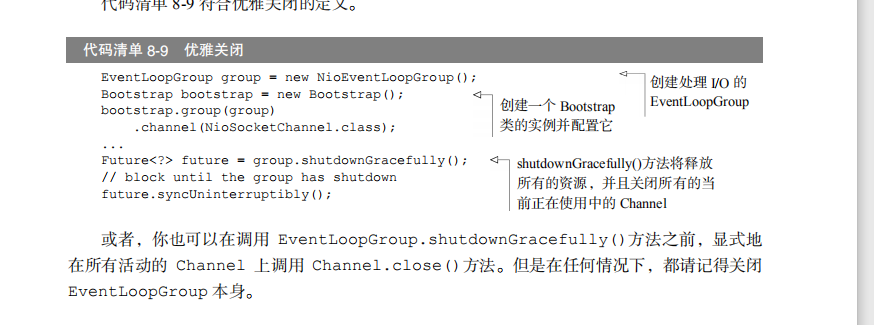 代码清单 8-9 符合优雅关闭的定义。
代码清单 8-9 优雅关闭
EventLoopGroup group = new NioEventLoopGroup();
Bootstrap bootstrap = new Bootstrap();
bootstrap.group(group)
.channel(NioSocketChannel.class);
...
Future<?> future = group.shutdownGracefully();
// block until the group has shutdown
future.syncUninterruptibly();
创建处理 I/O 的
EventLoopGroup
创建一个 Bootstrap
类的实例并配置它
shutdownGracefully()方法将释放
所有的资源，并且关闭所有的当
前正在使用中的 Channel
或者，你也可以在调用 EventLoopGroup.shutdownGracefully()方法之前，显式地
在所有活动的 Channel 上调用 Channel.close()方法。但是在任何情况下，都请记得关闭
EventLoopGroup 本身。